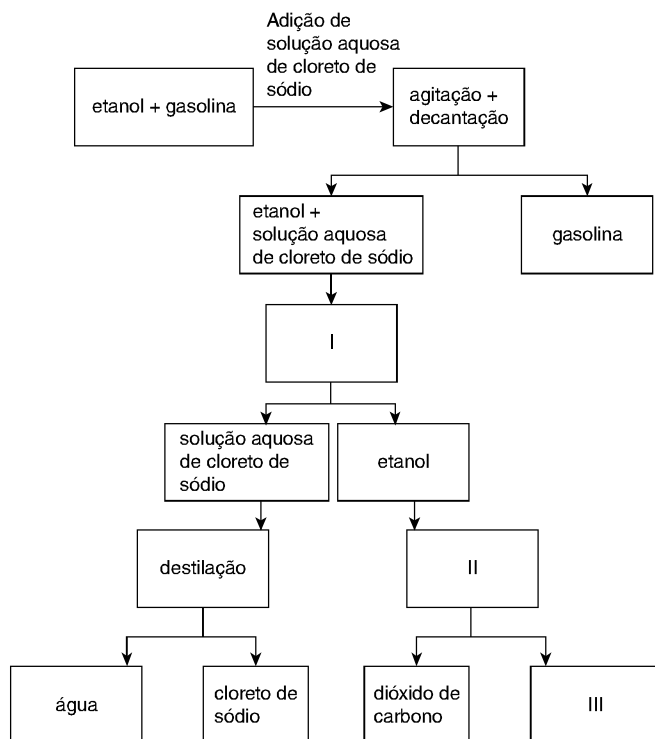 Adição de
solução aquosa
de cloreto de
sódio
etanol + gasolina
agitação +
decantação
etanol +
solução aquosa
de cloreto de sódio
gasolina
I
solução aquosa
de cloreto de
sódio
etanol
destilação
II
água
cloreto de
sódio
dióxido de
carbono
III